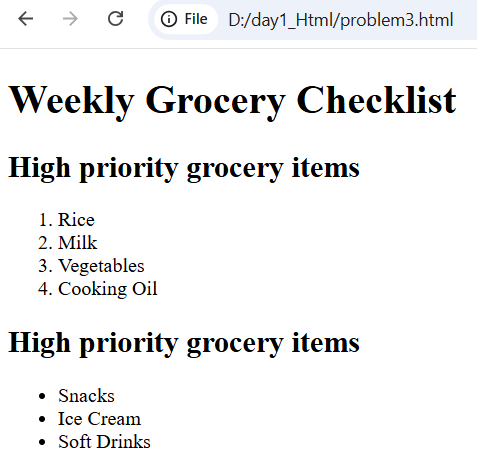 File D:/day1_Html/problem3.html
Weekly Grocery Checklist
High priority grocery items
1. Rice
2. Milk
3. Vegetables
4. Cooking Oil
High priority grocery items
• Snacks
• Ice Cream
• Soft Drinks